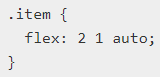 .item {
  flex: 2 1 auto;
}